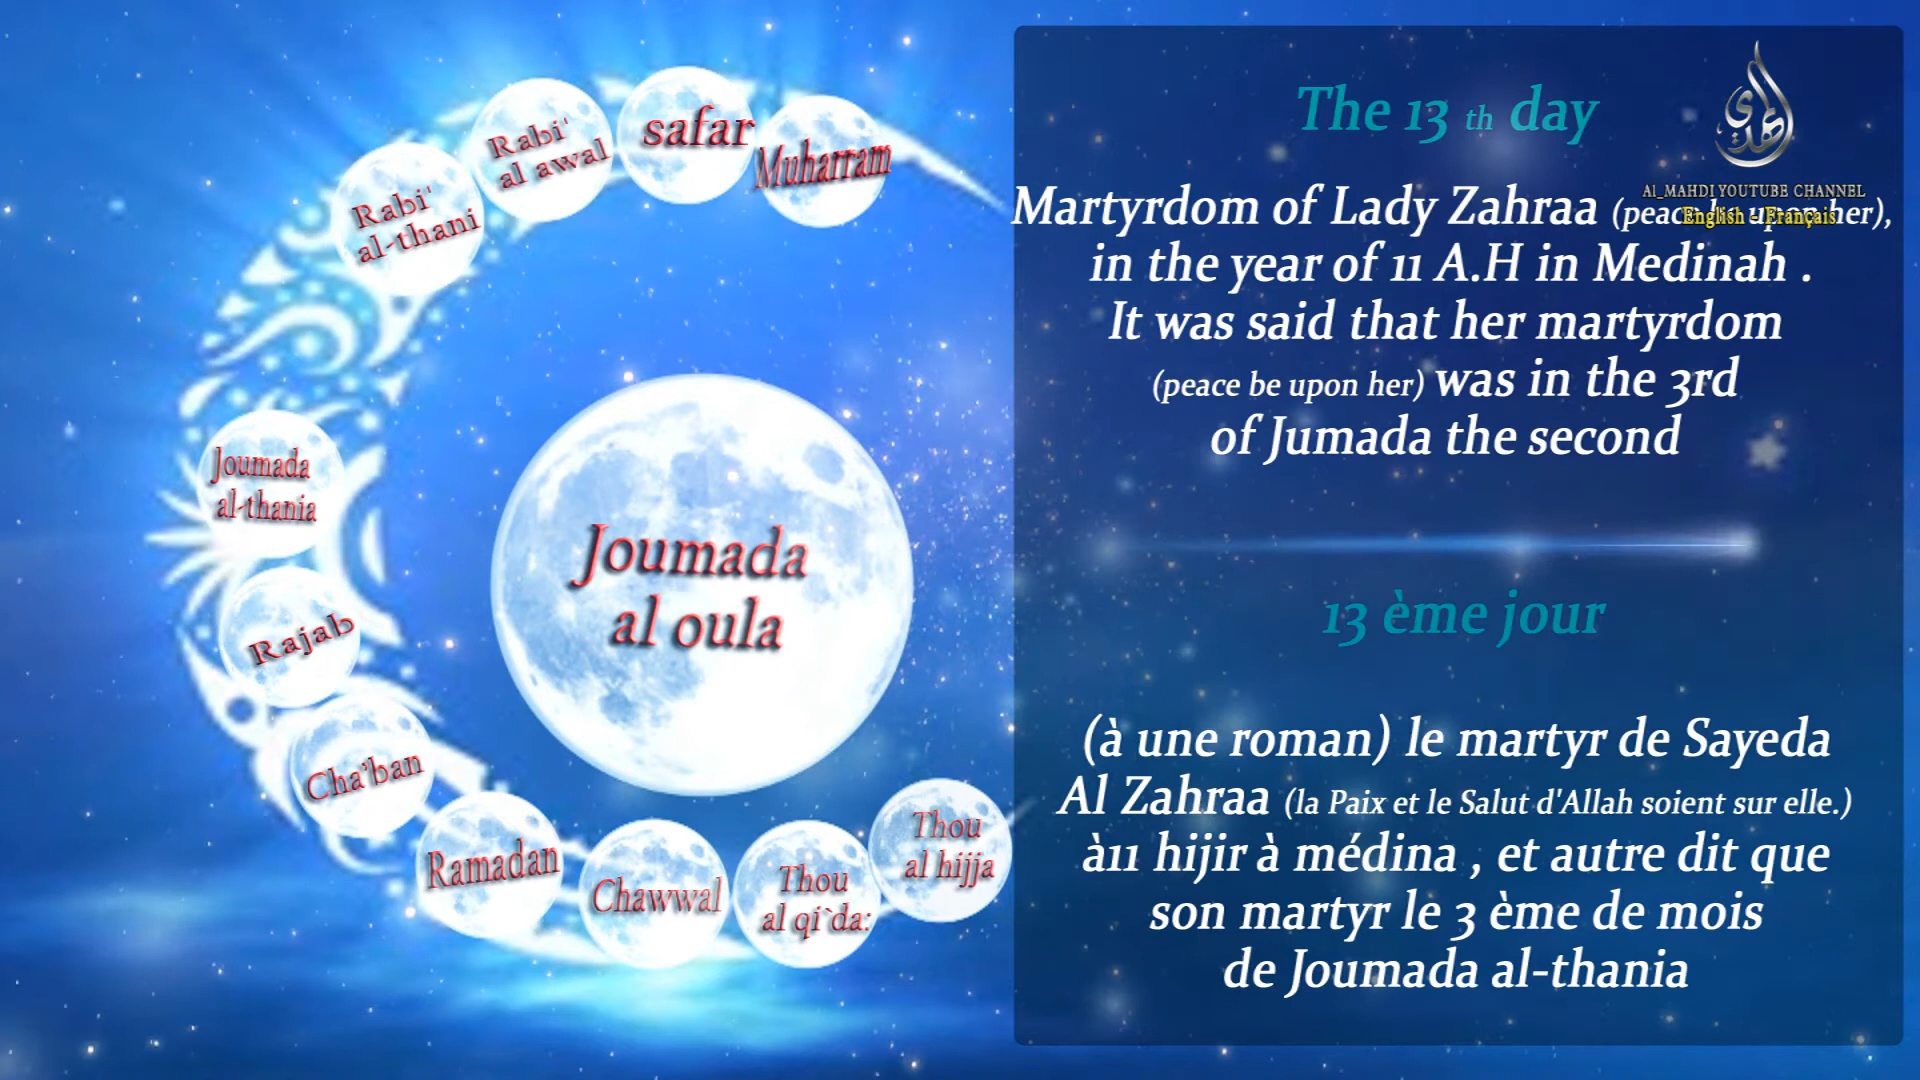 Muharram
safar
Rabi'
al awal
Rabi'
al-thani
Joumada
al oula
Joumada
al-thania
Rajab
Cha'ban
Ramadan
Chawwal
Thou
al qi`da:
Thou
al hijja
The 13 th day
المهدي
Al_MAHDI YOUTUBE CHANNEL
English - Français
Martyrdom of Lady Zahraa (peace be upon her),
in the year of 11 A.H in Medinah .
It was said that her martyrdom
(peace be upon her) was in the 3rd
of Jumada the second
13 ème jour
(à une roman) le martyr de Sayeda
Al Zahraa (la Paix et le Salut d'Allah soient sur elle.)
à11 hijir à médina , et autre dit que
son martyr le 3 ème de mois
de Joumada al-thania